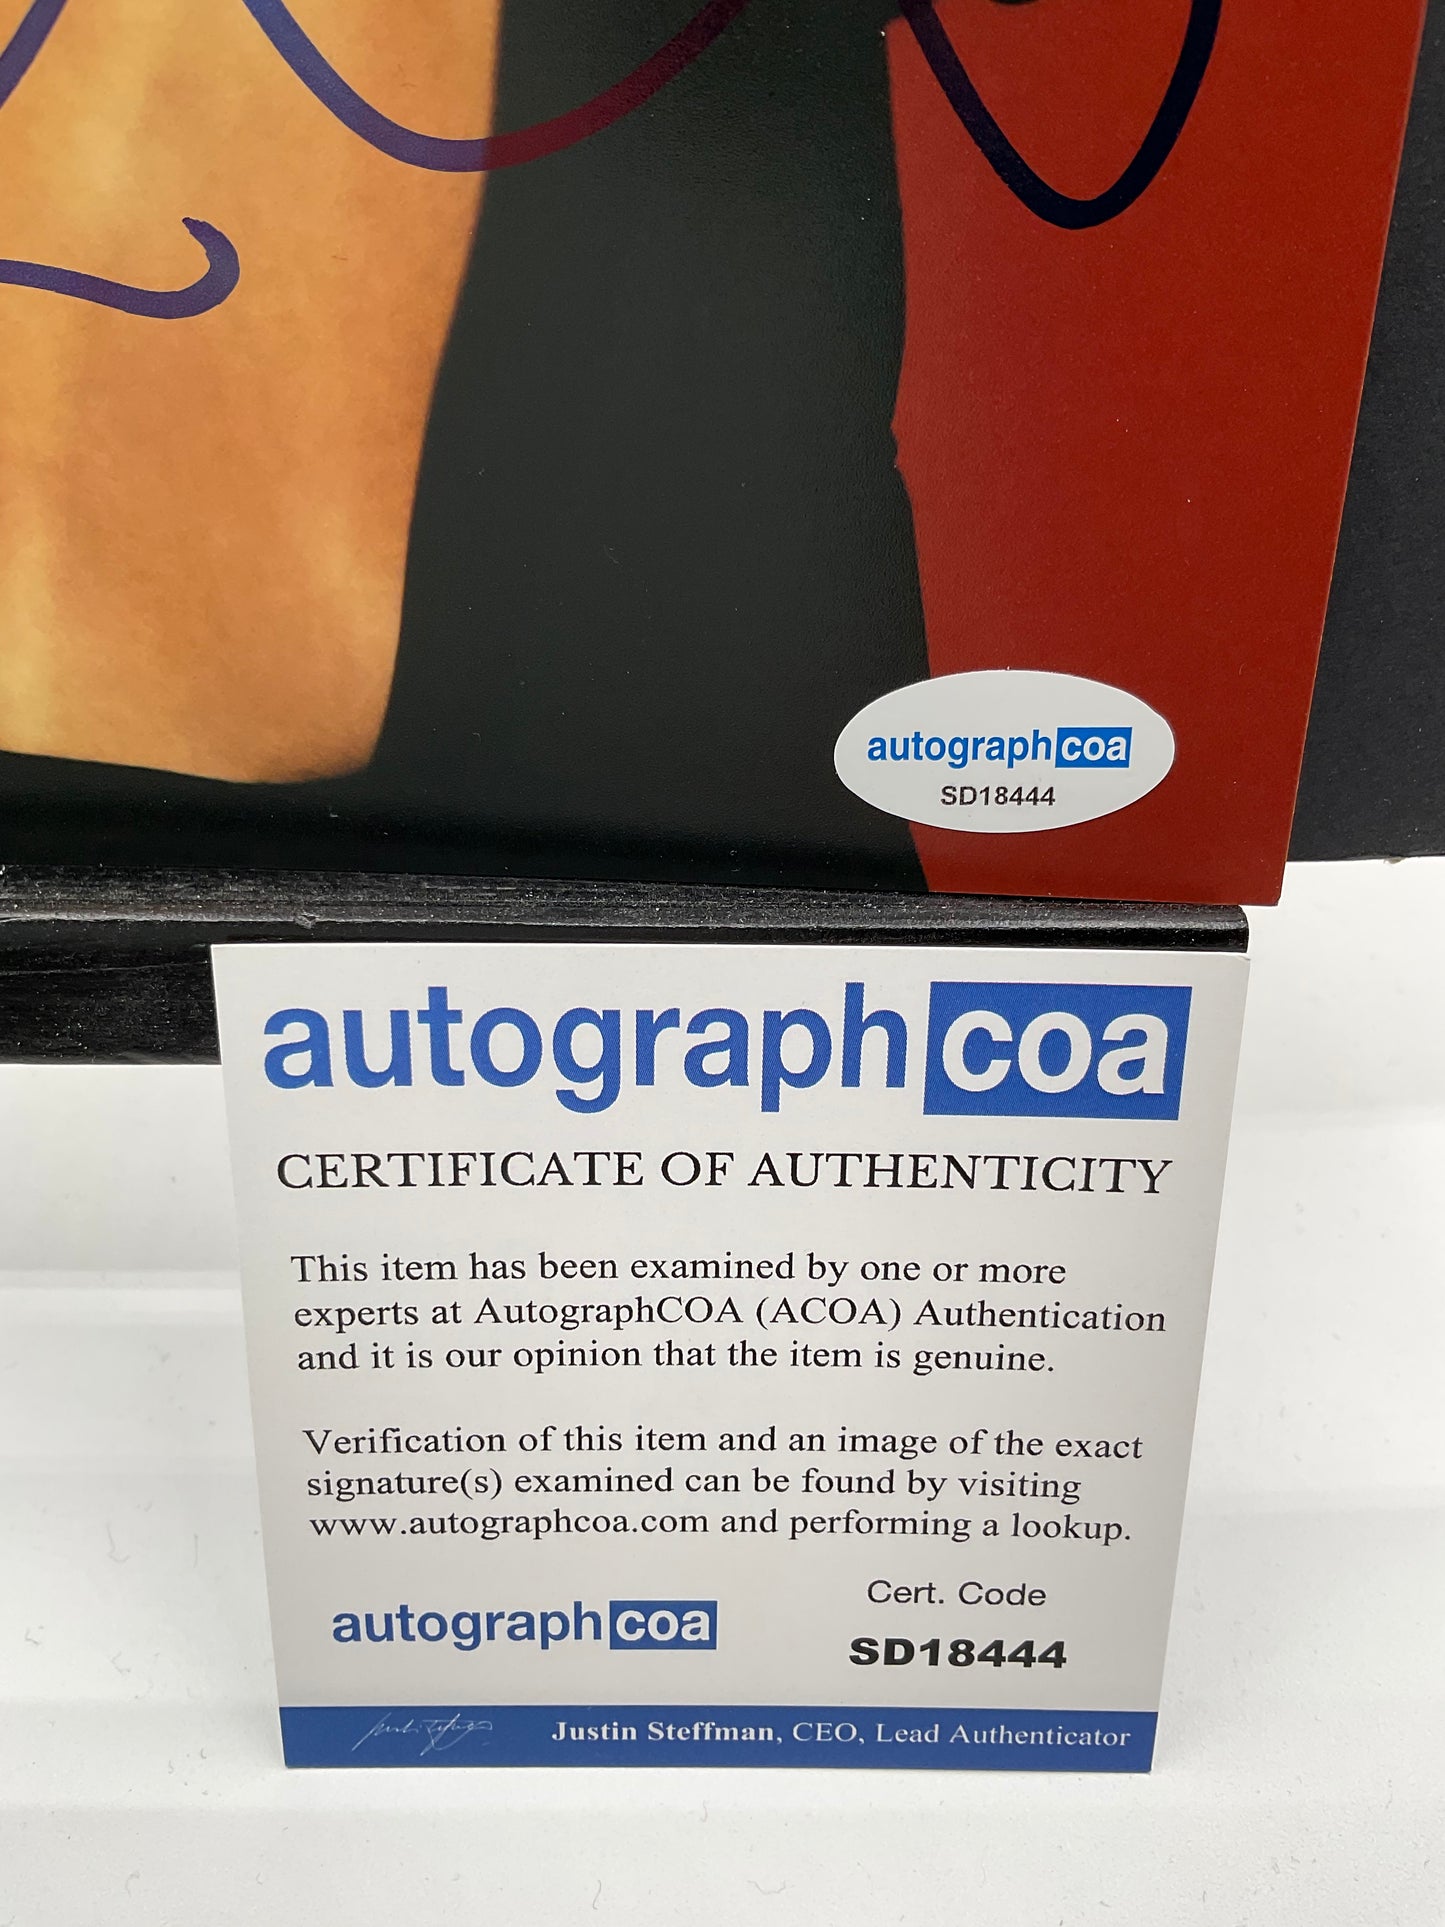 autographcoa
SD18444
autographcoa
CERTIFICATE OF AUTHENTICITY
This item has been examined by one or more
experts at AutographCOA (ACOA) Authentication
and it is our opinion that the item is genuine.
Verification of this item and an image of the exact
signature(s) examined can be found by visiting
www.autographcoa.com and performing a lookup.
Cert. Code
autographcoa
SD18444
Justin Steffman, CEO, Lead Authenticator